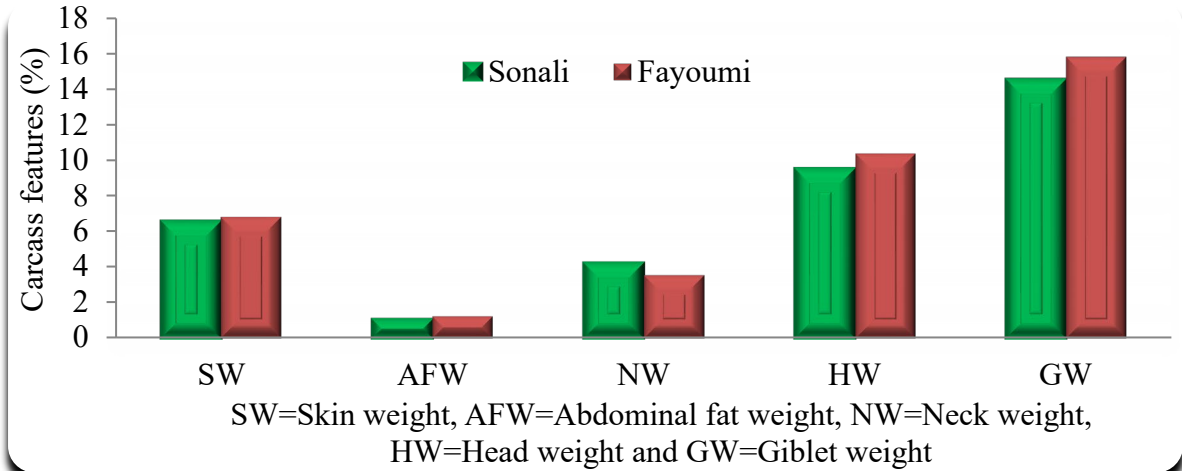 Carcass features (%)
18
16
14
12
10
8
6
4
2
0
Sonali Fayoumi
SW AFW NW HW GW
SW=Skin weight, AFW=Abdominal fat weight, NW=Neck weight,
HW=Head weight and GW=Giblet weight